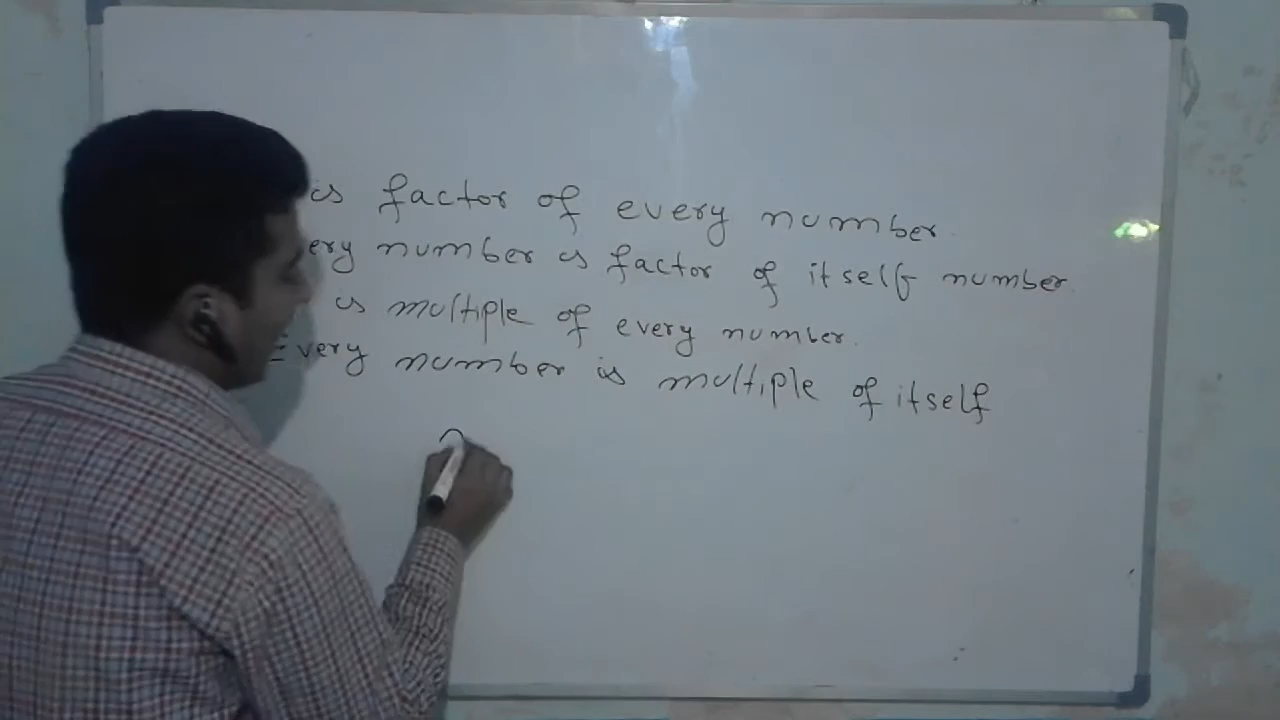 is factor of every number.
ery number is factor of itself number.
is multiple of every number.
Every number is multiple of itself